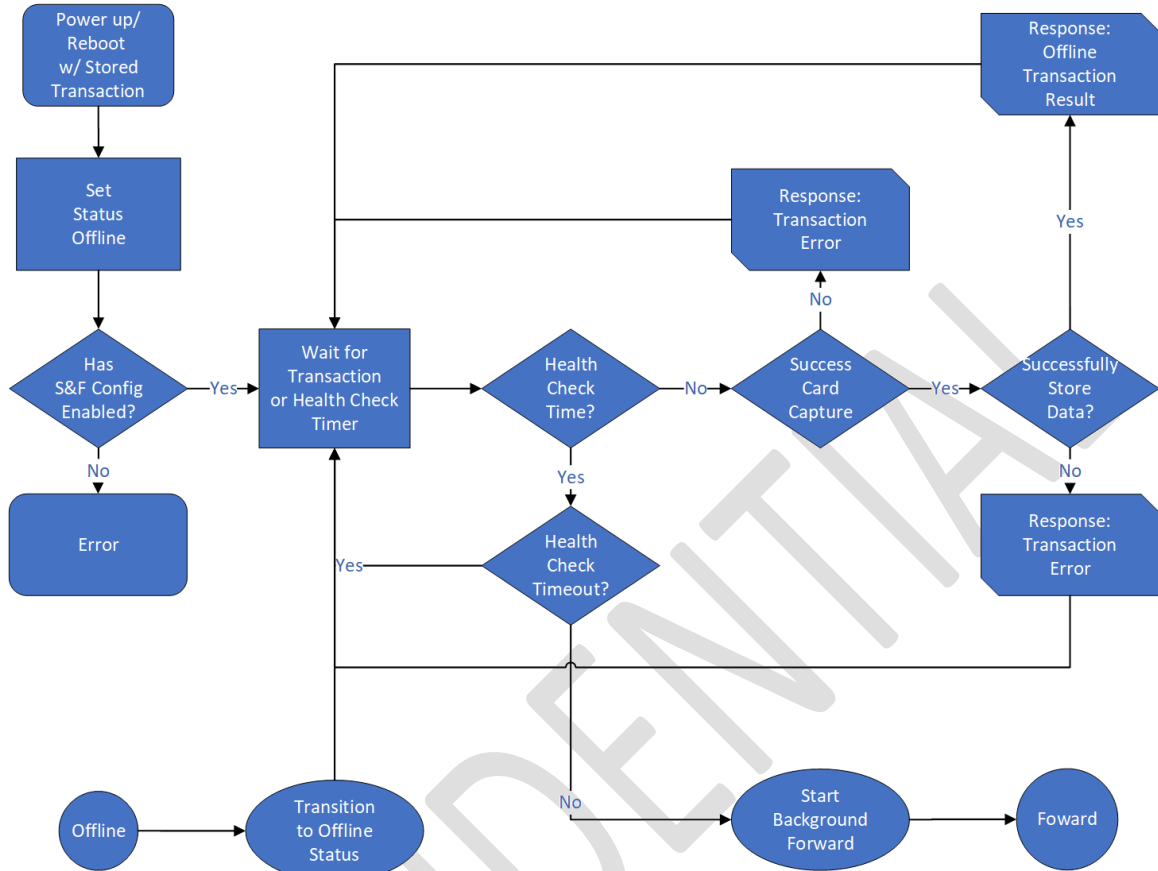 Power up/
Reboot
w/ Stored
Transaction
Response:
Offline
Transaction
Result
Set
Status
Offline
Response:
Transaction
Error
Yes
No
Has
S&F Config
Enabled?
Yes
Wait for
Transaction
or Health Check
Timer
Health
Check
Time?
No
Success
Card
Capture
Yes
Successfully
Store
Data?
No
Yes
No
Error
Yes
Health
Check
Timeout?
Response:
Transaction
Error
Offline
Transition
to Offline
Status
No
Start
Background
Forward
Foward
DENTIAL